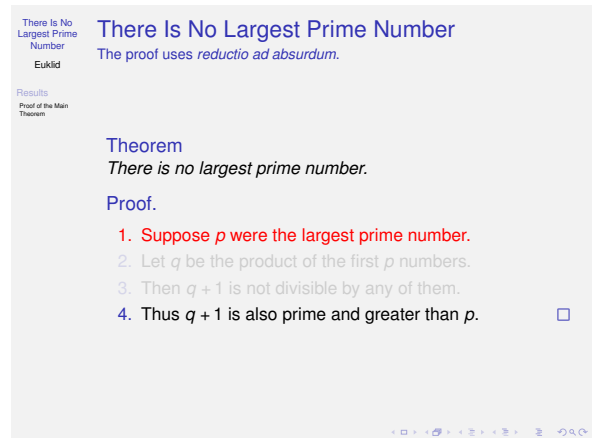 There Is No
Largest Prime
Number
Euklid
Results
Proof of the Main
Theorem
There Is No Largest Prime Number
The proof uses reductio ad absurdum.
Theorem
There is no largest prime number.
Proof.
1. Suppose p were the largest prime number.
2. Let q be the product of the first p numbers.
3. Then q + 1 is not divisible by any of them.
4. Thus q + 1 is also prime and greater than p.